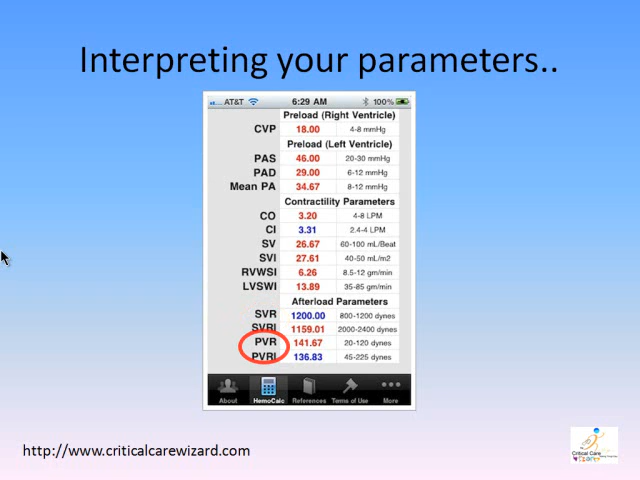 Interpreting your parameters..
AT&T 6:29 AM 100%
Preload (Right Ventricle)
CVP 18.00 4-8 mmHg
Preload (Left Ventricle)
PAS 46.00 20-30 mmHg
PAD 29.00 6-12 mmHg
Mean PA 34.67 8-12 mmHg
Contractility Parameters
CO 3.20 4-8 LPM
CI 3.31 2.4-4 LPM
SV 26.67 60-100 mL/Beat
SVI 27.61 40-50 mL/m2
RVWSI 6.26 8.5-12 gm/min
LVSWI 13.89 35-85 gm/min
Afterload Parameters
SVR 1200.00 800-1200 dynes
SVRI 1159.01 2000-2400 dynes
PVR 141.67 20-120 dynes
PVRI 136.83 45-225 dynes
About HemoCalc References Terms of Use More
http://www.criticalcarewizard.com
Critical Care